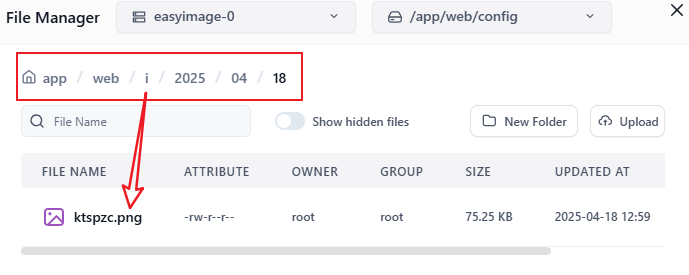 File Manager easyimage-0 /app/web/config
app / web / i / 2025 / 04 / 18
File Name Show hidden files New Folder Upload
FILE NAME ATTRIBUTE OWNER GROUP SIZE UPDATED AT
ktspzc.png -rw-r--r-- root root 75.25 KB 2025-04-18 12:59